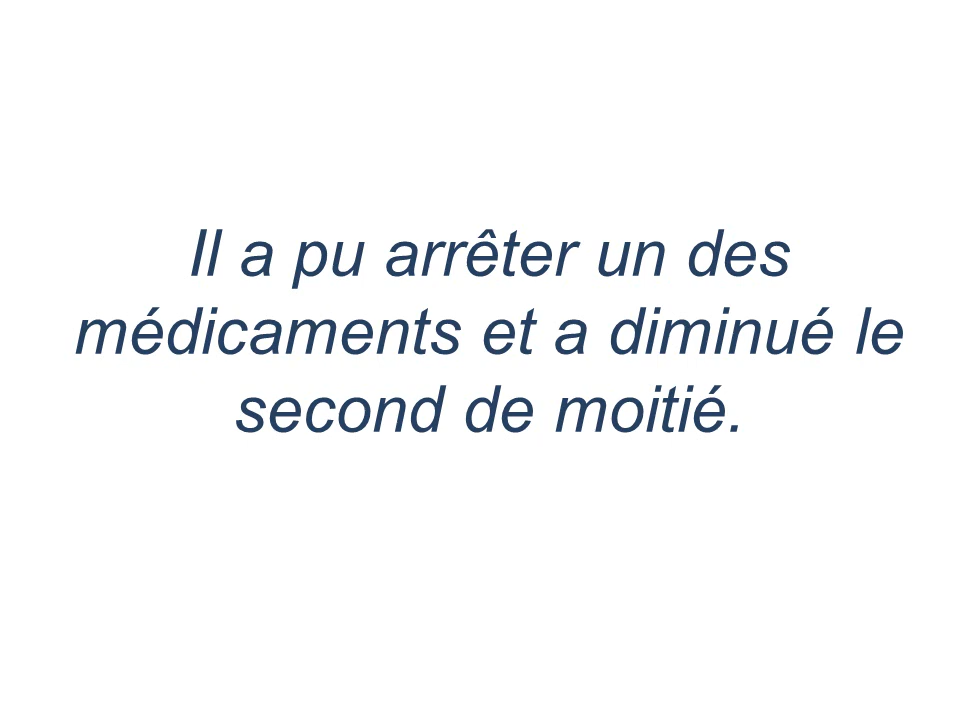 Il a pu arrêter un des
médicaments et a diminué le
second de moitié.